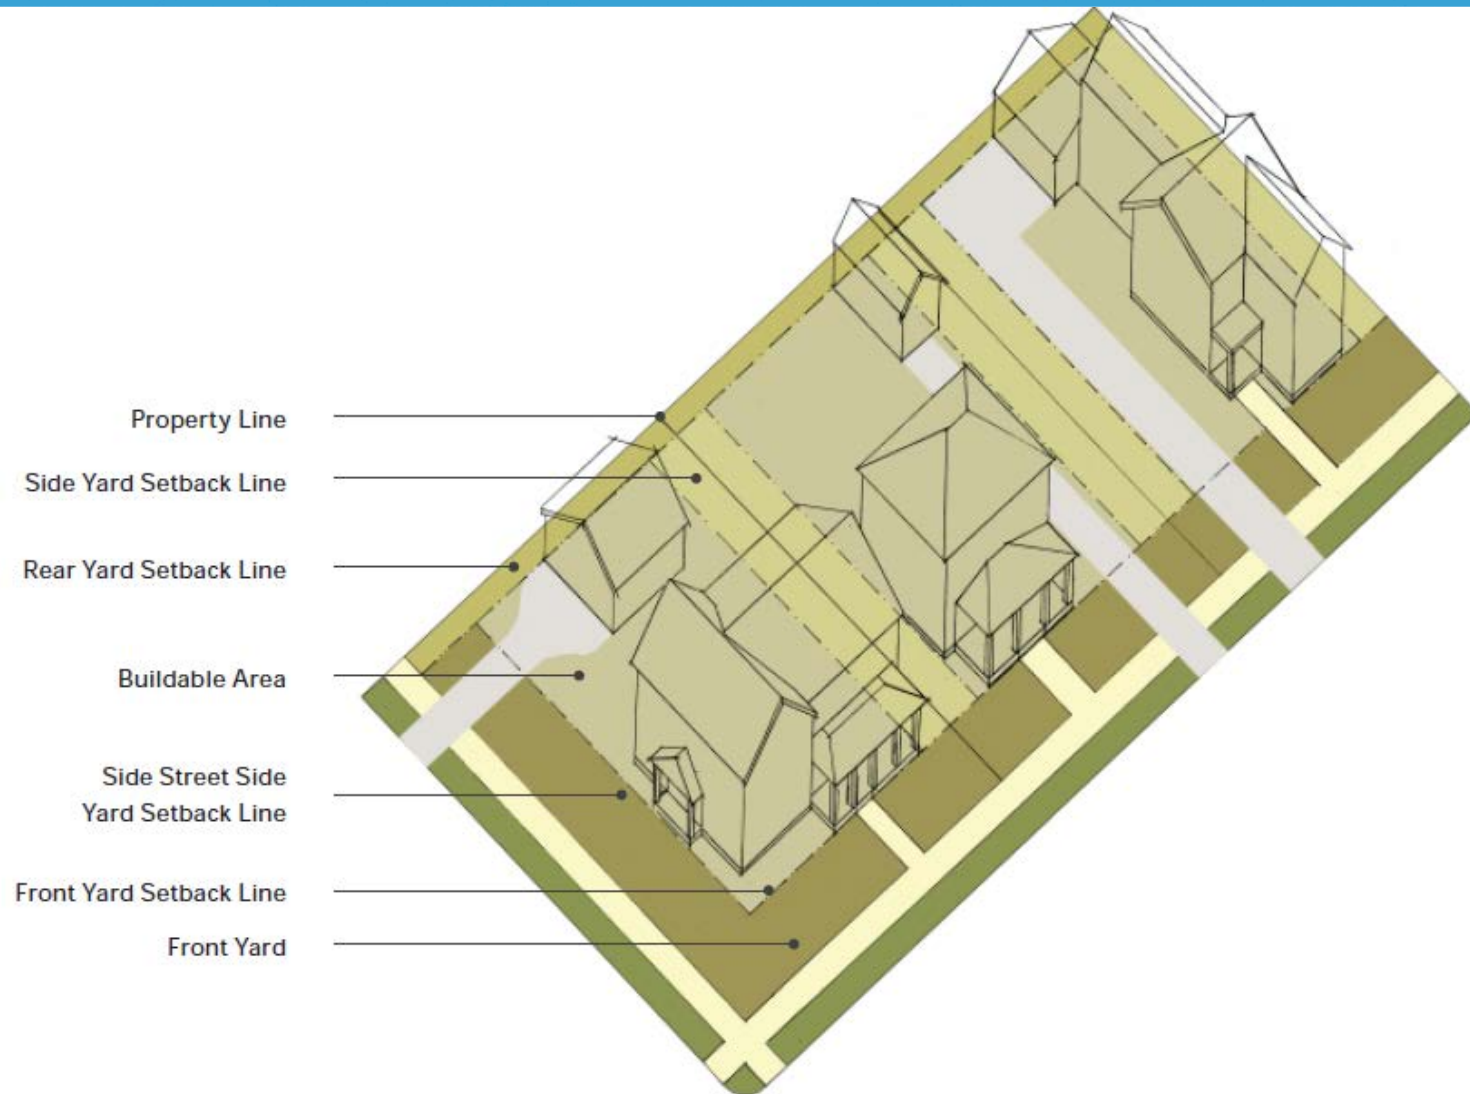 Property Line
Side Yard Setback Line
Rear Yard Setback Line
Buildable Area
Side Street Side
Yard Setback Line
Front Yard Setback Line
Front Yard